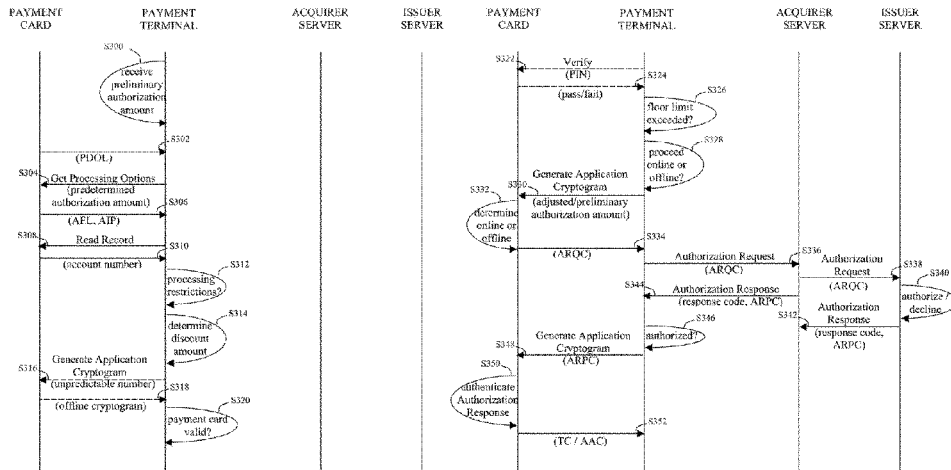 PAYMENT
CARD
PAYMENT
TERMINAL
ACQUIRER
SERVER
ISSUER
SERVER
S300
receive
preliminary
authorization
amount
S302
(PDOL)
S304
Get Processing Options
(predetermined
authorization amount)
S306
(AFL, AIP)
S308
Read Record
S310
(account number)
S312
processing
restrictions?
S314
determine
discount
amount
S316
Generate Application
Cryptogram
(unpredictable number)
S318
(offline cryptogram)
S320
payment card
valid?
PAYMENT
CARD
PAYMENT
TERMINAL
ACQUIRER
SERVER
ISSUER
SERVER
S322
Verify
(PIN)
S324
(pass/fail)
S326
floor limit
exceeded?
S328
proceed
online or
offline?
S330
Generate Application
Cryptogram
(adjusted/preliminary
authorization amount)
S332
determine
online or
offline
S334
(ARQC)
Authorization Request
(ARQC)
S336
Authorization
Request
(ARQC)
S338
S340
authorize /
decline
S342
Authorization
Response
(response code,
ARPC)
S344
Authorization Response
(response code, ARPC)
S346
authorized?
S348
Generate Application
Cryptogram
(ARPC)
S350
authenticate
Authorization
Response
S352
(TC / AAC)